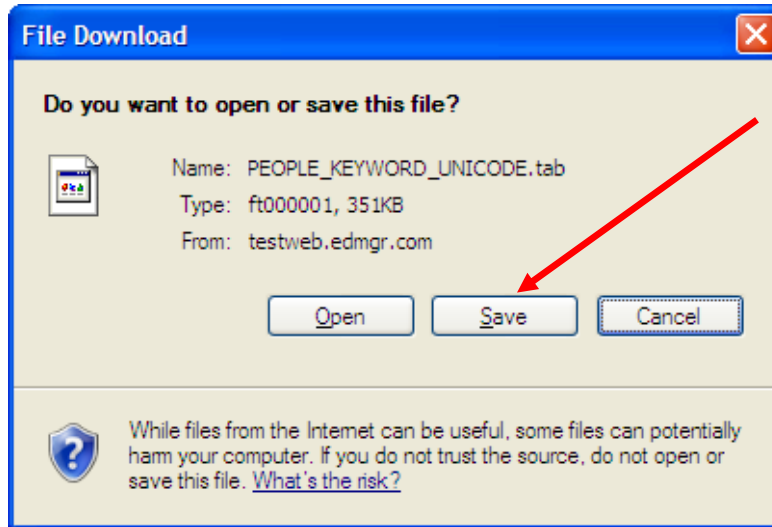 File Download
Do you want to open or save this file?
Name: PEOPLE_KEYWORD_UNICODE.tab
Type: ft000001, 351KB
From: testweb.edmgr.com
Open Save Cancel
While files from the Internet can be useful, some files can potentially
harm your computer. If you do not trust the source, do not open or
save this file. What's the risk?